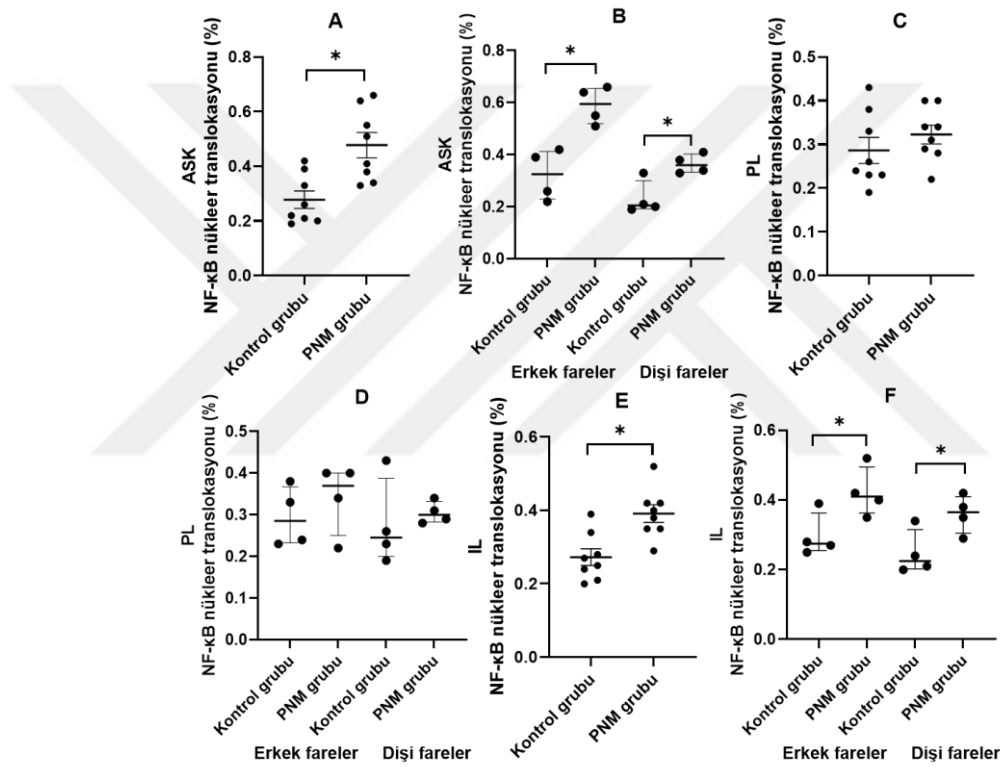 A
ASK
NF-κB nükleer translokasyonu (%)
0.8
0.6
0.4
0.2
0.0
*
Kontrol grubu
PNM grubu
B
ASK
NF-κB nükleer translokasyonu (%)
0.8
0.6
0.4
0.2
0.0
*
*
Kontrol grubu
PNM grubu
Kontrol grubu
PNM grubu
Erkek fareler
Dişi fareler
C
PL
NF-κB nükleer translokasyonu (%)
0.5
0.4
0.3
0.2
0.1
0.0
Kontrol grubu
PNM grubu
D
PL
NF-κB nükleer translokasyonu (%)
0.5
0.4
0.3
0.2
0.1
0.0
Kontrol grubu
PNM grubu
Kontrol grubu
PNM grubu
Erkek fareler
Dişi fareler
E
IL
NF-κB nükleer translokasyonu (%)
0.6
0.4
0.2
0.0
*
Kontrol grubu
PNM grubu
F
IL
NF-κB nükleer translokasyonu (%)
0.6
0.4
0.2
0.0
*
*
Kontrol grubu
PNM grubu
Kontrol grubu
PNM grubu
Erkek fareler
Dişi fareler